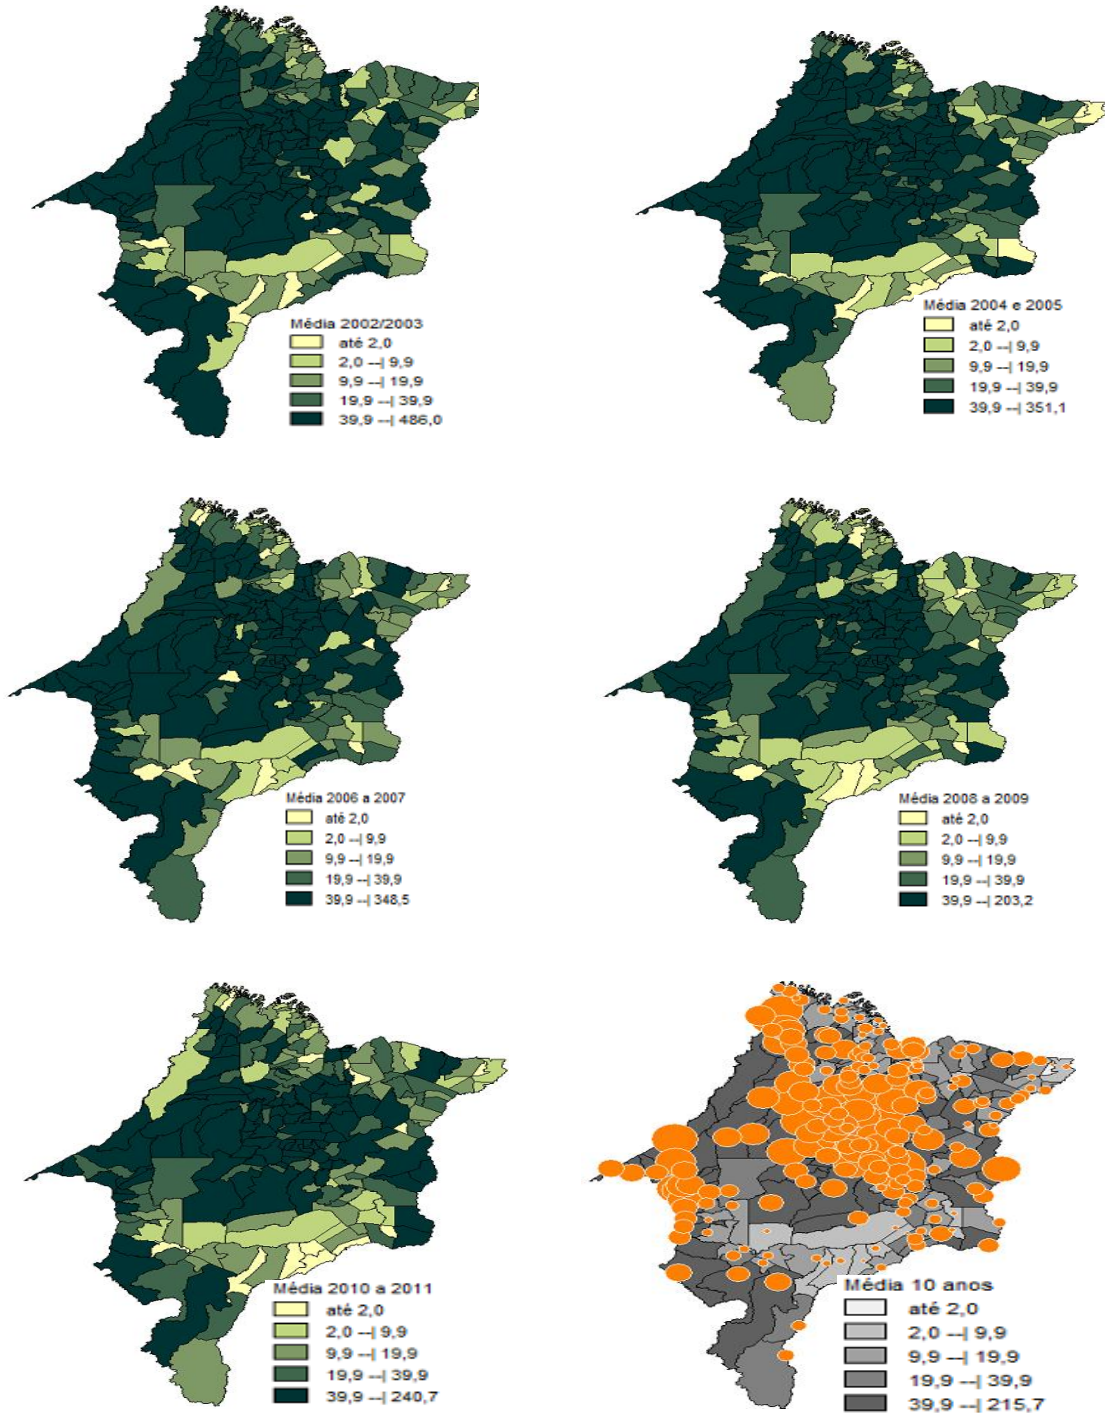 Média 2002/2003
até 2,0
2,0 --| 9,9
9,9 --| 19,9
19,9 --| 39,9
39,9 --| 486,0
Média 2004 e 2005
até 2,0
2,0 --| 9,9
9,9 --| 19,9
19,9 --| 39,9
39,9 --| 351,1
Média 2006 a 2007
até 2,0
2,0 --| 9,9
9,9 --| 19,9
19,9 --| 39,9
39,9 --| 348,5
Média 2008 a 2009
até 2,0
2,0 --| 9,9
9,9 --| 19,9
19,9 --| 39,9
39,9 --| 203,2
Média 2010 a 2011
até 2,0
2,0 --| 9,9
9,9 --| 19,9
19,9 --| 39,9
39,9 --| 240,7
Média 10 anos
até 2,0
2,0 --| 9,9
9,9 --| 19,9
19,9 --| 39,9
39,9 --| 215,7